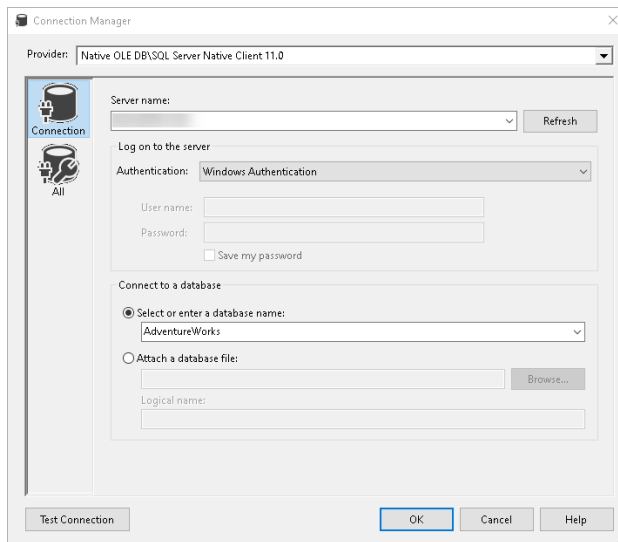 Connection Manager
Provider: Native OLE DB\SQL Server Native Client 11.0
Connection
All
Server name:
Refresh
Log on to the server
Authentication: Windows Authentication
User name:
Password:
Save my password
Connect to a database
Select or enter a database name:
AdventureWorks
Attach a database file:
Browse...
Logical name:
Test Connection OK Cancel Help